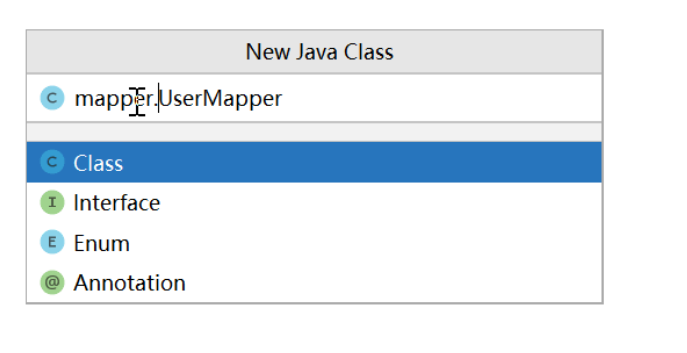 New Java Class
C mapper.UserMapper
C Class
I Interface
E Enum
@ Annotation